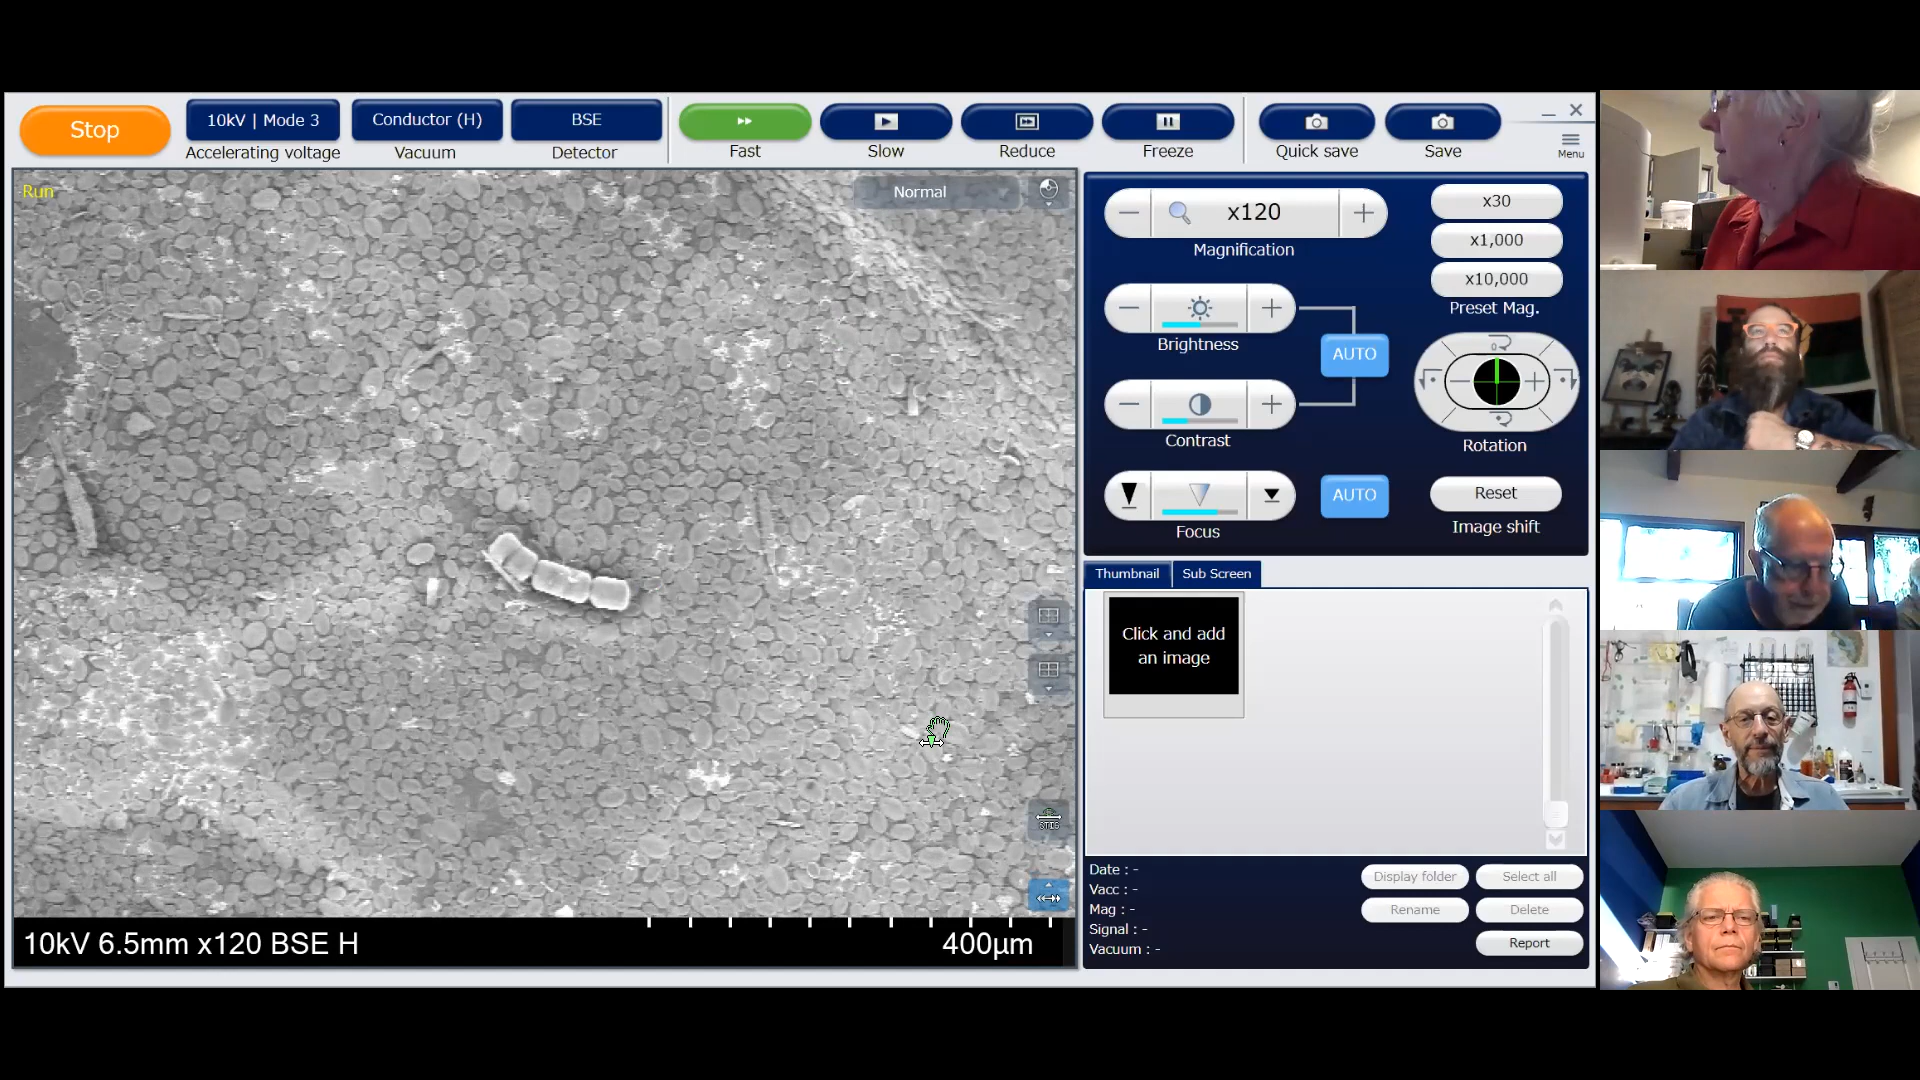 Stop
10kV | Mode 3
Accelerating voltage
Conductor (H)
Vacuum
BSE
Detector
Fast
Slow
Reduce
Freeze
Quick save
Save
Menu
Run
Normal
x120
Magnification
x30
x1,000
x10,000
Preset Mag.
Brightness
AUTO
Contrast
Rotation
Focus
AUTO
Reset
Image shift
Thumbnail
Sub Screen
Click and add
an image
Date : -
Vacc : -
Mag : -
Signal : -
Vacuum : -
Display folder
Select all
Rename
Delete
Report
10kV 6.5mm x120 BSE H
400µm